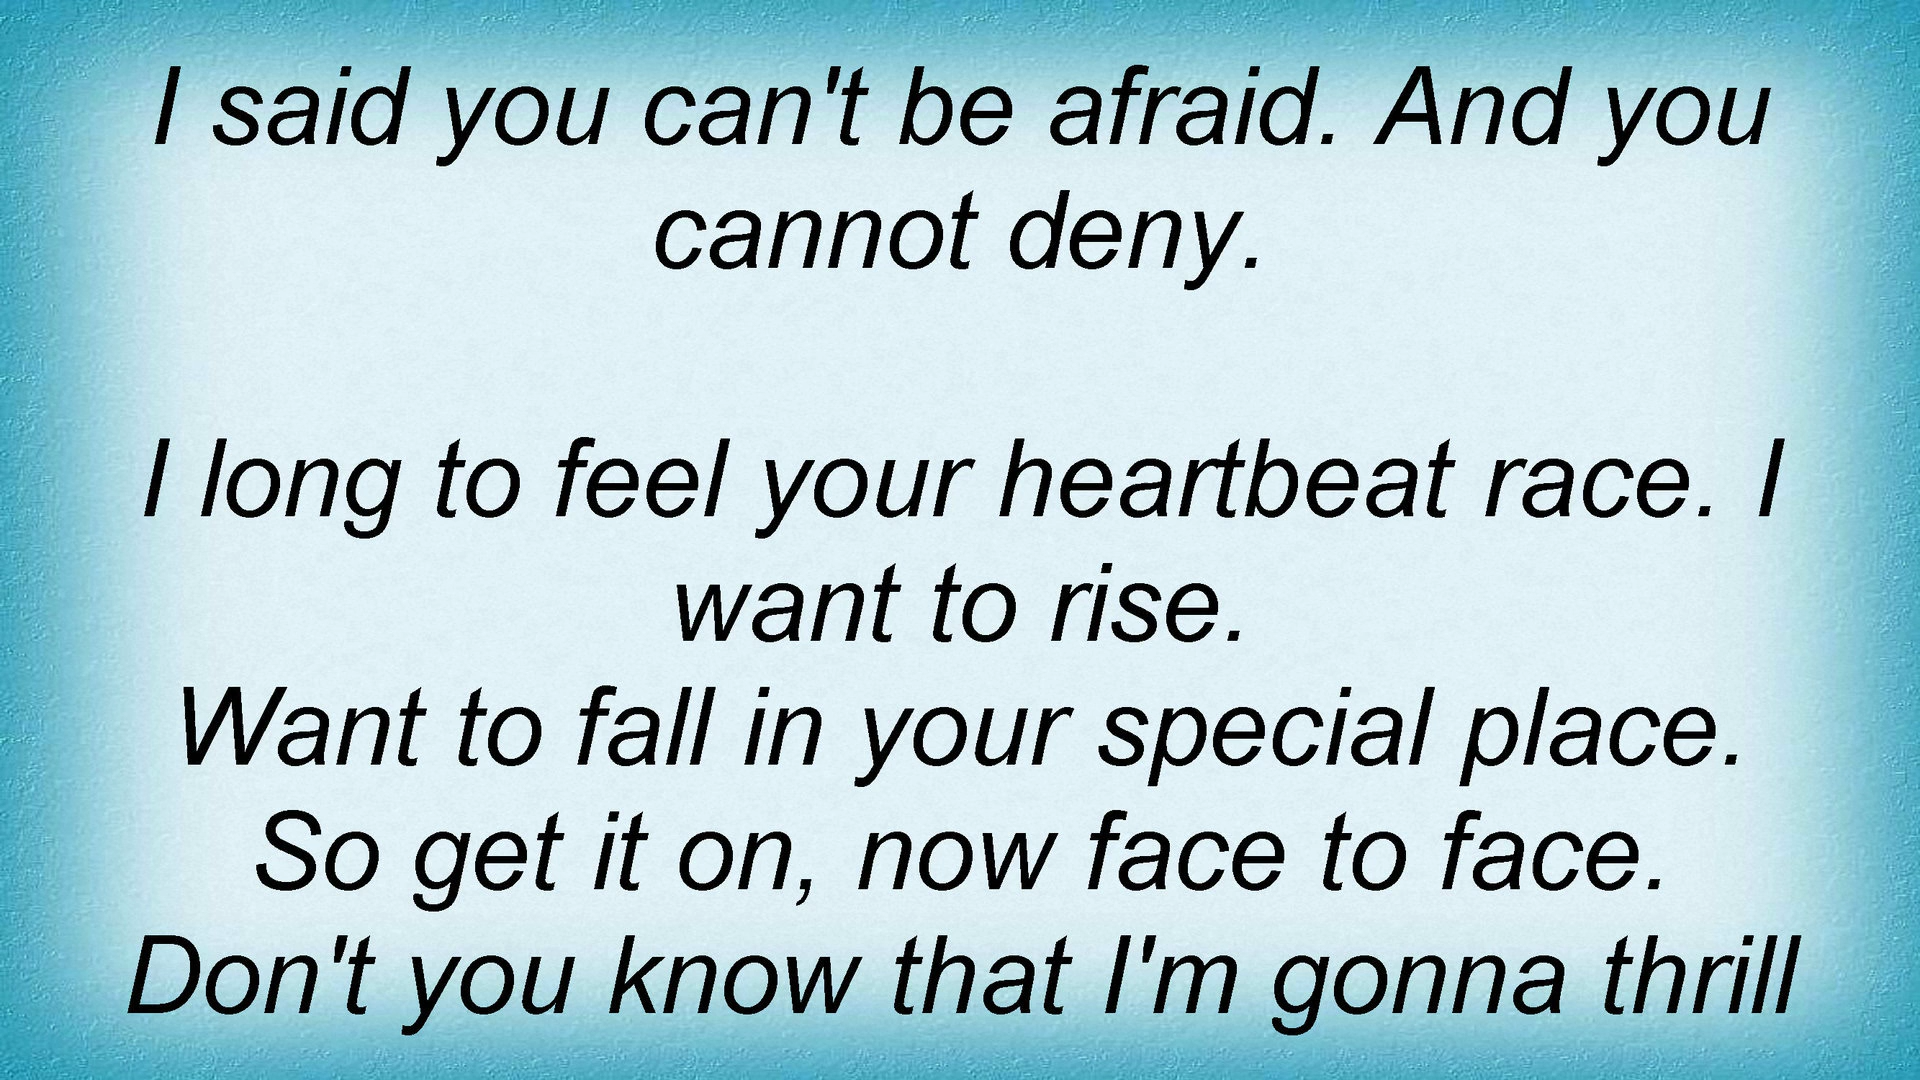 I said you can't be afraid. And you
cannot deny.
I long to feel your heartbeat race. I
want to rise.
Want to fall in your special place.
So get it on, now face to face.
Don't you know that I'm gonna thrill